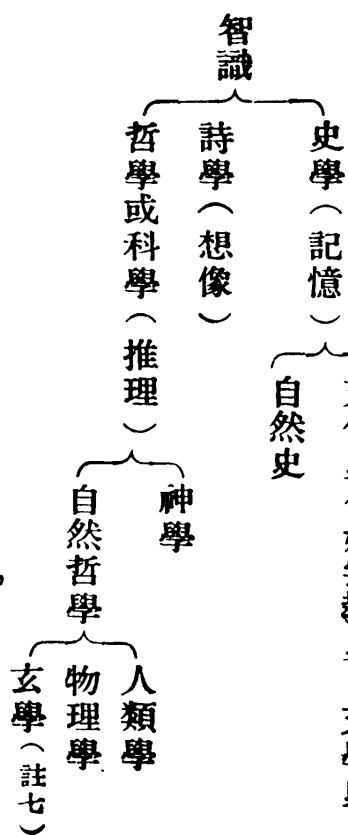 智識
史學（記憶）
自然史
詩學（想像）
哲學或科學（推理）
神學
自然哲學
人類學
物理學
玄學（註七）